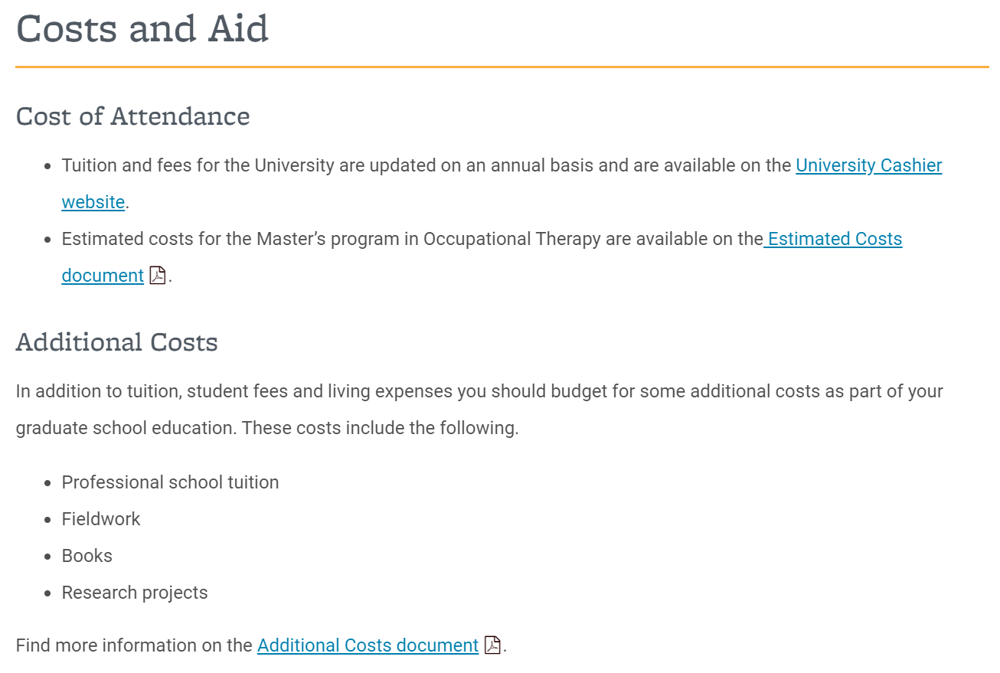 Costs and Aid
Cost of Attendance
• Tuition and fees for the University are updated on an annual basis and are available on the University Cashier
website.
• Estimated costs for the Master’s program in Occupational Therapy are available on the Estimated Costs
document .
Additional Costs
In addition to tuition, student fees and living expenses you should budget for some additional costs as part of your
graduate school education. These costs include the following.
• Professional school tuition
• Fieldwork
• Books
• Research projects
Find more information on the Additional Costs document .